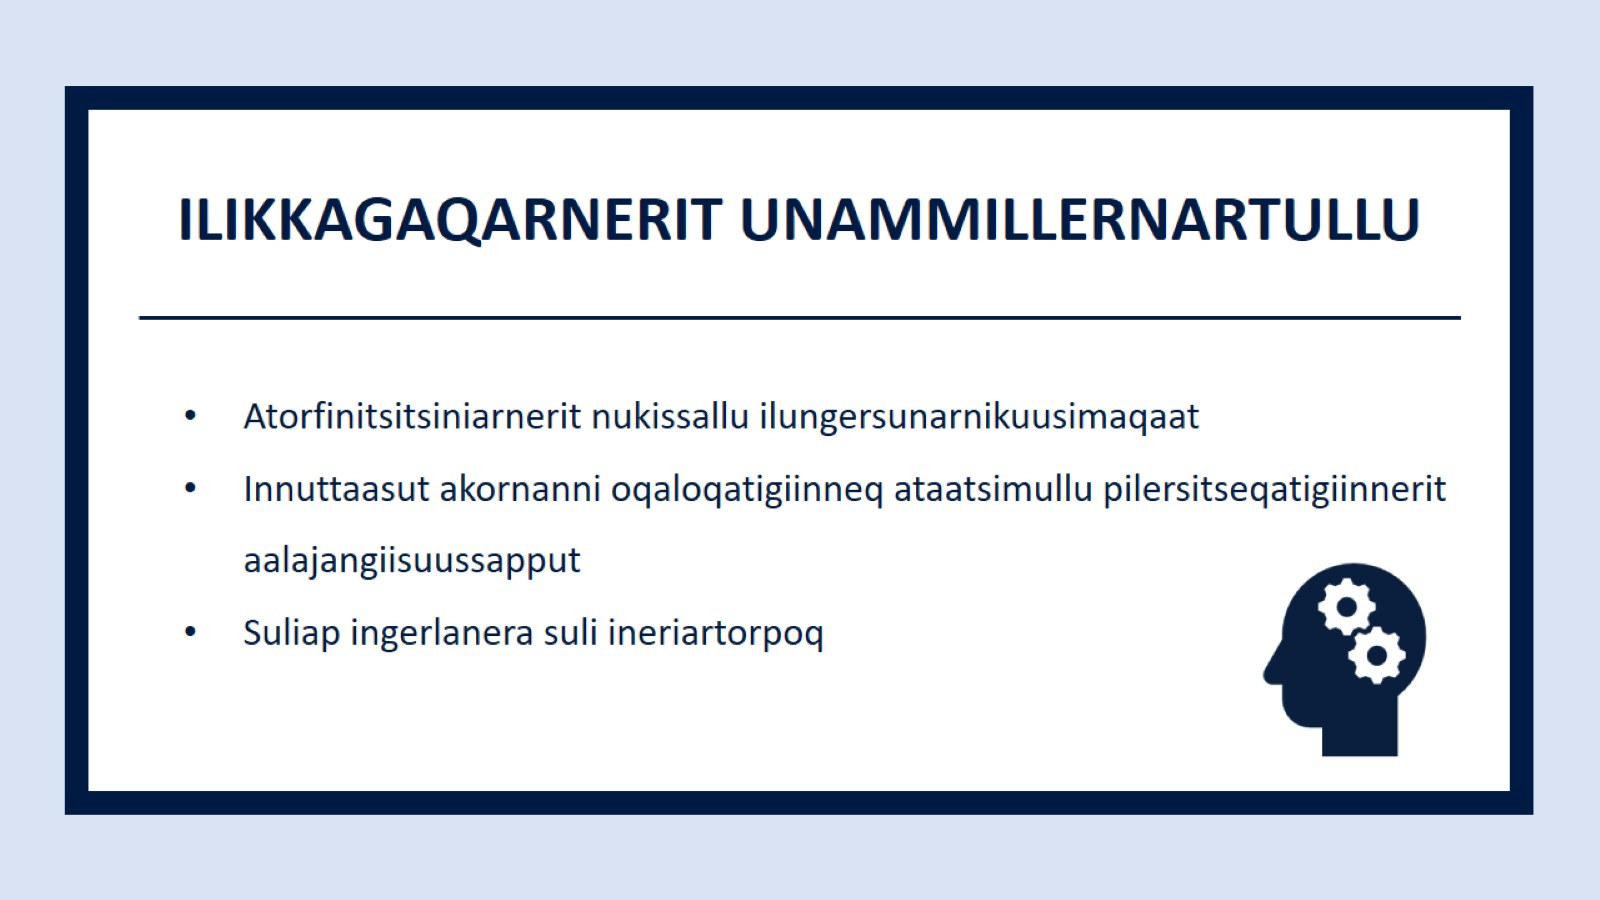 ILIKKAGAQARNERIT UNAMMILLERNARTULLU
• Atorfinitsitsiniarnerit nukissallu ilungersunarnikuusimaqaat
• Innuttaasut akornanni oqaloqatigiinneq ataatsimullu pilersitseqatigiinnerit
aalajangiisuussapput
• Suliap ingerlanera suli ineriartorpoq